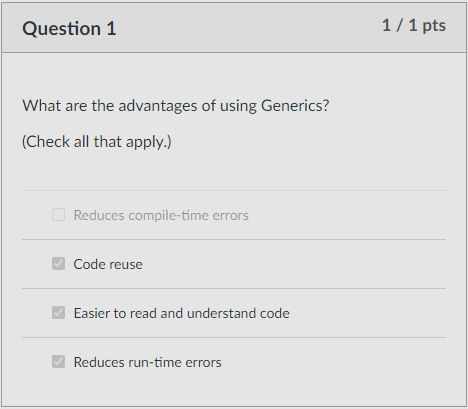 Question 1
1 / 1 pts
What are the advantages of using Generics?
(Check all that apply.)
Reduces compile-time errors
Code reuse
Easier to read and understand code
Reduces run-time errors